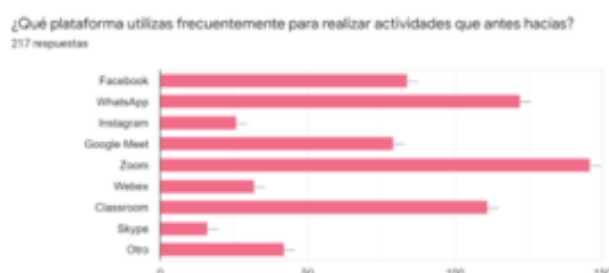 ¿Qué plataforma utilizas frecuentemente para realizar actividades que antes hacías?
217 respuestas
Facebook
WhatsApp
Instagram
Google Meet
Zoom
Webex
Classroom
Skype
Otro
0
50
100
150